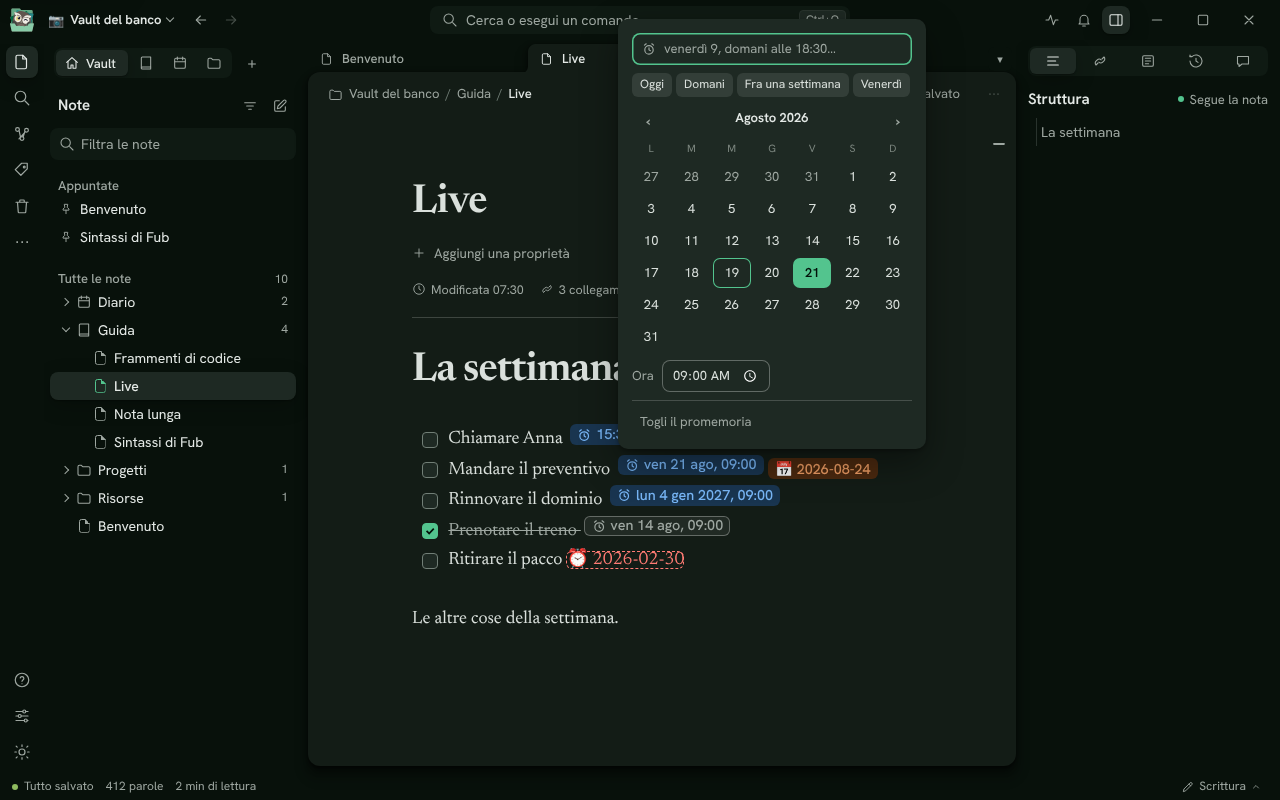 Vault del banco
Cerca o esegui un comando
Ctrl+O
Vault
Benvenuto
Live
Note
Filtra le note
Appuntate
Benvenuto
Sintassi di Fub
Tutte le note 10
Diario 2
Guida 4
Frammenti di codice
Live
Nota lunga
Sintassi di Fub
Progetti 1
Risorse 1
Benvenuto
Vault del banco / Guida / Live
Live
Aggiungi una proprietà
Modificata 07:30
La settimana
Chiamare Anna
Mandare il preventivo ven 21 ago, 09:00 2026-08-24
Rinnovare il dominio lun 4 gen 2027, 09:00
Prenotare il treno ven 14 ago, 09:00
Ritirare il pacco 2026-02-30
Le altre cose della settimana.
venerdì 9, domani alle 18:30…
Oggi Domani Fra una settimana Venerdì
‹ Agosto 2026 ›
L M M G V S D
27 28 29 30 31 1 2
3 4 5 6 7 8 9
10 11 12 13 14 15 16
17 18 19 20 21 22 23
24 25 26 27 28 29 30
31
Ora 09:00 AM
Togli il promemoria
Struttura Segue la nota
La settimana
Tutto salvato 412 parole 2 min di lettura
Scrittura